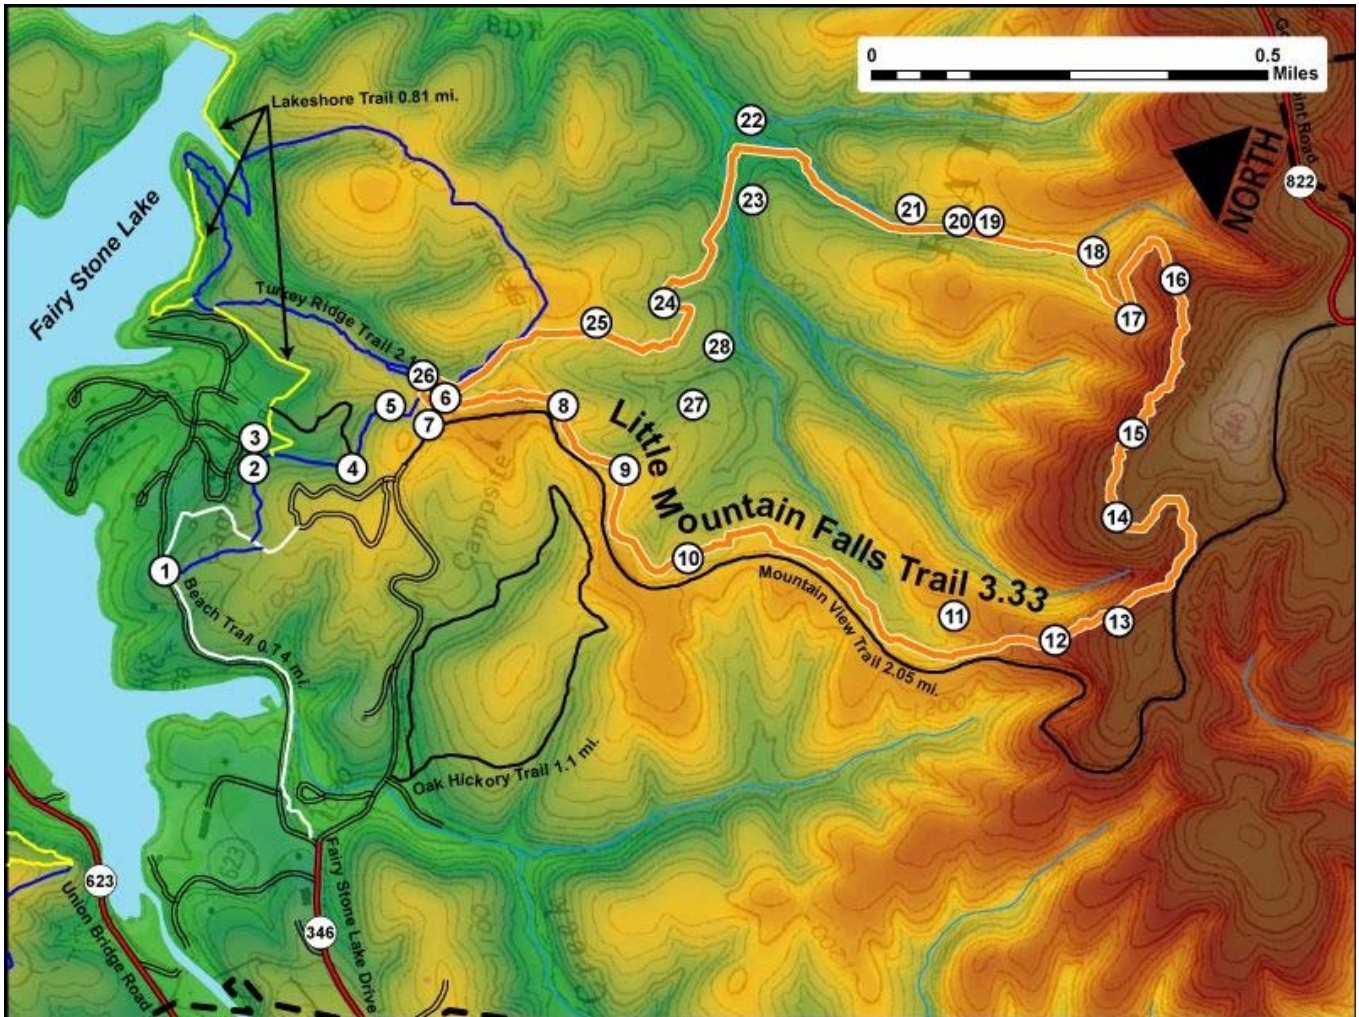 0 0.5
Miles
Lakeshore Trail 0.81 mi.
Fairy Stone Lake
NORTH
822
Turkey Ridge Trail 2.1
Little Mountain Falls Trail 3.33
Mountain View Trail 2.05 mi.
Beach Trail 0.74 mi.
Oak Hickory Trail 1.1 mi.
Campsite
623
Union Bridge Road
346
Fairy Stone Lake Drive
623
1200
1
2
3
4
5
6
7
8
9
10
11
12
13
14
15
16
17
18
19
20
21
22
23
24
25
26
27
28